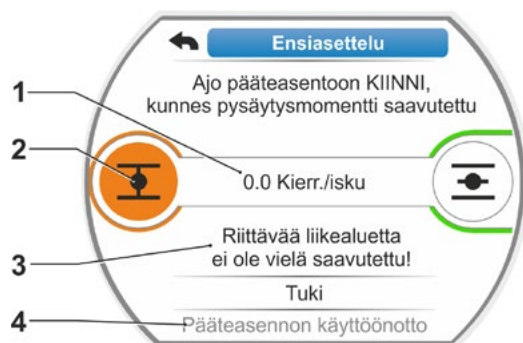 Ensiasettelu
Ajo pääteasentoon KIINNI,
kunnes pysäytysmomentti saavutettu
1
2
0.0 Kierr./isku
Riittävää liikealuetta
3
ei ole vielä saavutettu!
Tuki
4
Pääteasennon käyttöönotto